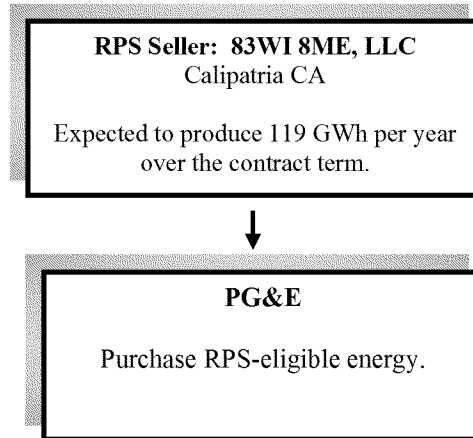 RPS Seller: 83WI 8ME, LLC
Calipatria CA
Expected to produce 119 GWh per year
over the contract term.
PG&E
Purchase RPS-eligible energy.